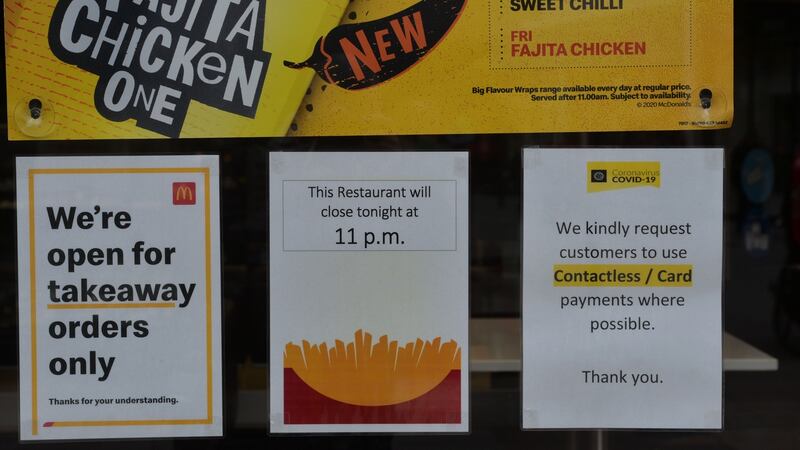 FAJITA
CHICKEN
ONE
NEW
SWEET CHILLI
FRI
FAJITA CHICKEN
Big Flavour Wraps range available every day at regular price.
Served after 11.00am. Subject to availability.
© 2020 McDonald's
We're
open for
takeaway
orders
only
Thanks for your understanding.
This Restaurant will
close tonight at
11 p.m.
Coronavirus
COVID-19
We kindly request
customers to use
Contactless / Card
payments where
possible.
Thank you.